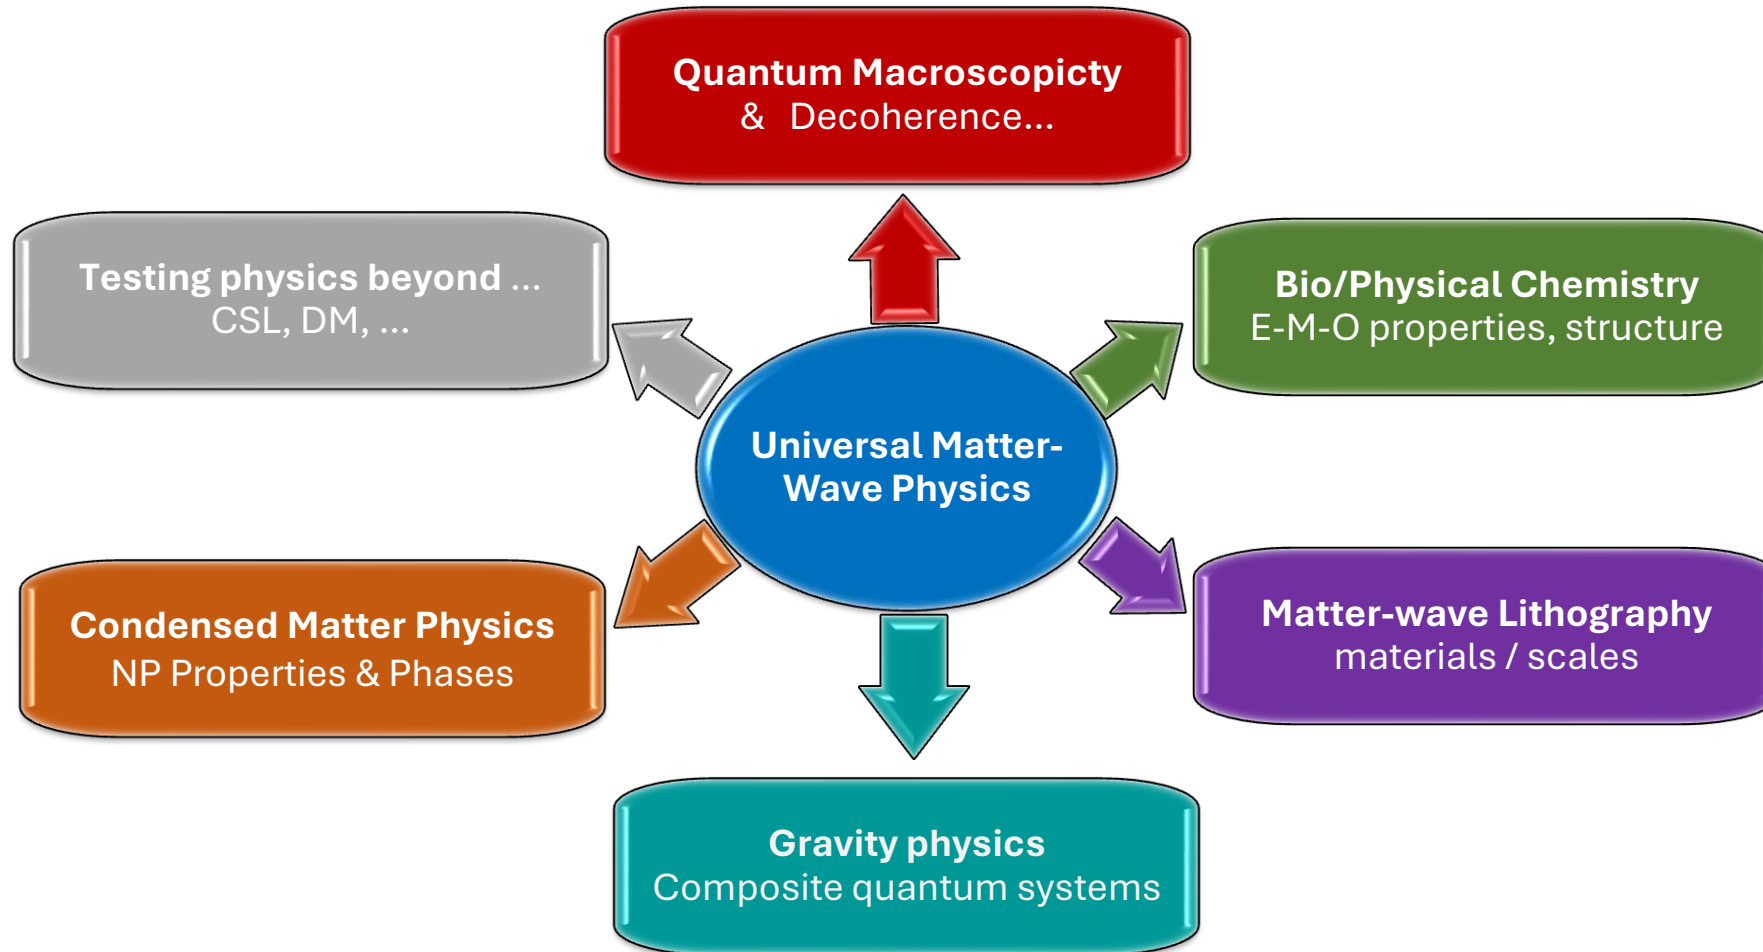 Quantum Macroscopicty
& Decoherence...
Testing physics beyond ...
CSL, DM, ...
Bio/Physical Chemistry
E-M-O properties, structure
Universal Matter-
Wave Physics
Condensed Matter Physics
NP Properties & Phases
Matter-wave Lithography
materials / scales
Gravity physics
Composite quantum systems